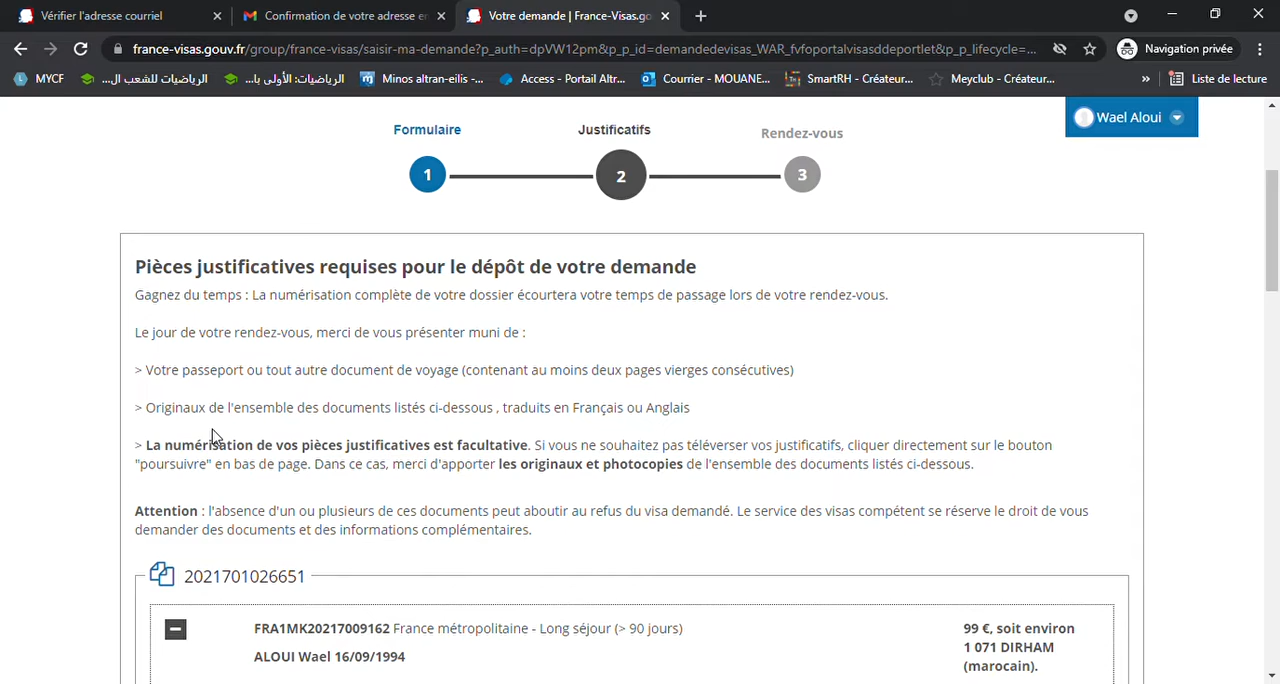 Vérifier l'adresse courriel
Confirmation de votre adresse e
Votre demande | France-Visas.go
france-visas.gouv.fr/group/france-visas/saisir-ma-demande?p_auth=dpVW12pm&p_p_id=demandedevisas_WAR_fvfoportalvisasddeportlet&p_p_lifecycle=...
Navigation privée
MYCF
الرياضيات للشعب ال...
الرياضيات: الأولى با...
Minos altran-eilis -...
Access - Portail Altr...
Courrier - MOUANE...
SmartRH - Créateur...
Meyclub - Créateur...
»
Liste de lecture
Wael Aloui
Formulaire
Justificatifs
Rendez-vous
1
2
3
Pièces justificatives requises pour le dépôt de votre demande
Gagnez du temps : La numérisation complète de votre dossier écourtera votre temps de passage lors de votre rendez-vous.
Le jour de votre rendez-vous, merci de vous présenter muni de :
> Votre passeport ou tout autre document de voyage (contenant au moins deux pages vierges consécutives)
> Originaux de l'ensemble des documents listés ci-dessous , traduits en Français ou Anglais
> La numérisation de vos pièces justificatives est facultative. Si vous ne souhaitez pas téléverser vos justificatifs, cliquer directement sur le bouton
"poursuivre" en bas de page. Dans ce cas, merci d'apporter les originaux et photocopies de l'ensemble des documents listés ci-dessous.
Attention : l'absence d'un ou plusieurs de ces documents peut aboutir au refus du visa demandé. Le service des visas compétent se réserve le droit de vous
demander des documents et des informations complémentaires.
2021701026651
FRA1MK20217009162 France métropolitaine - Long séjour (> 90 jours)
ALOUI Wael 16/09/1994
99 €, soit environ
1 071 DIRHAM
(marocain).